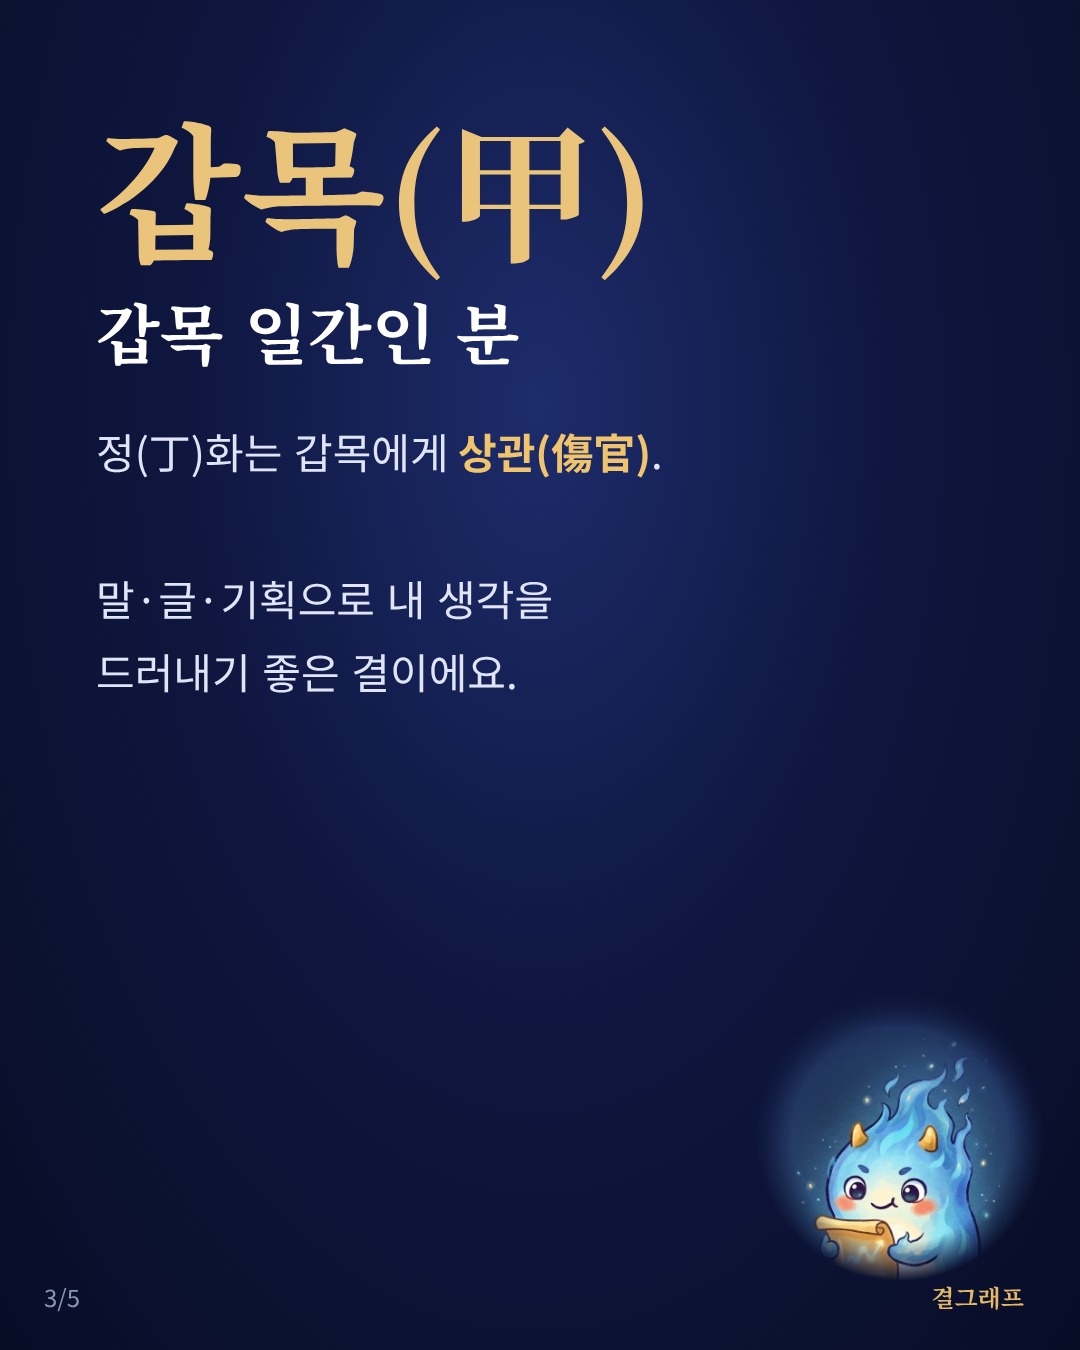 갑목(甲)
갑목 일간인 분
정(丁)화는 갑목에게 상관(傷官).
말·글·기획으로 내 생각을
드러내기 좋은 결이에요.
3/5
결그래프